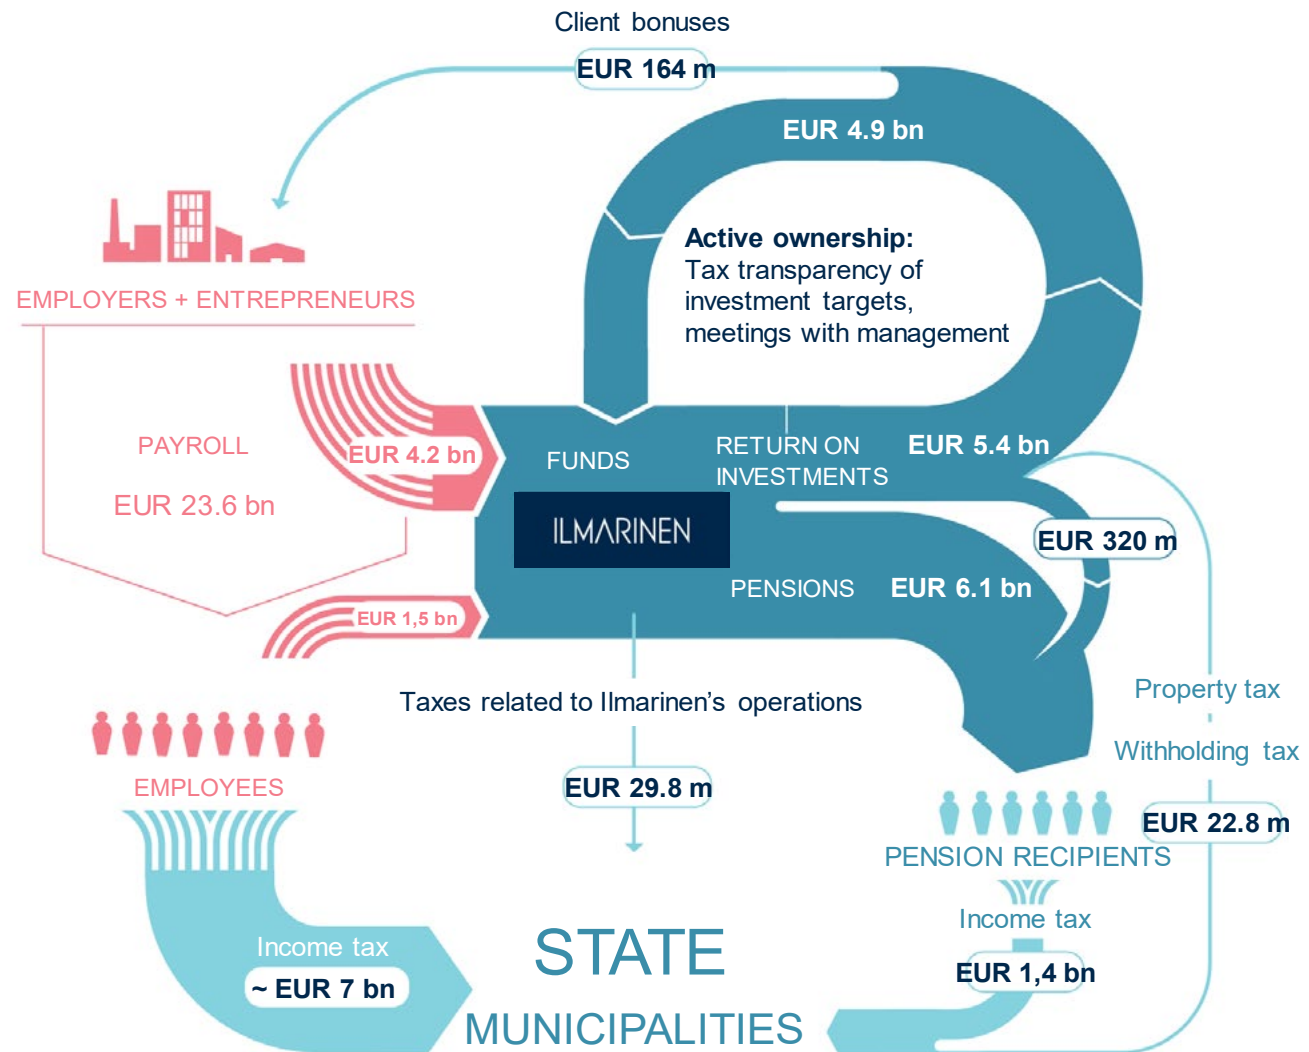 Client bonuses
EUR 164 m
EUR 4.9 bn
Active ownership:
Tax transparency of
investment targets,
meetings with management
EMPLOYERS + ENTREPRENEURS
PAYROLL
EUR 23.6 bn
EUR 4.2 bn
FUNDS
RETURN ON
INVESTMENTS
EUR 5.4 bn
ILMARINEN
EUR 320 m
PENSIONS
EUR 6.1 bn
EUR 1,5 bn
Taxes related to Ilmarinen's operations
EUR 29.8 m
Property tax
Withholding tax
EUR 22.8 m
EMPLOYEES
PENSION RECIPIENTS
Income tax
~ EUR 7 bn
Income tax
EUR 1,4 bn
STATE
MUNICIPALITIES